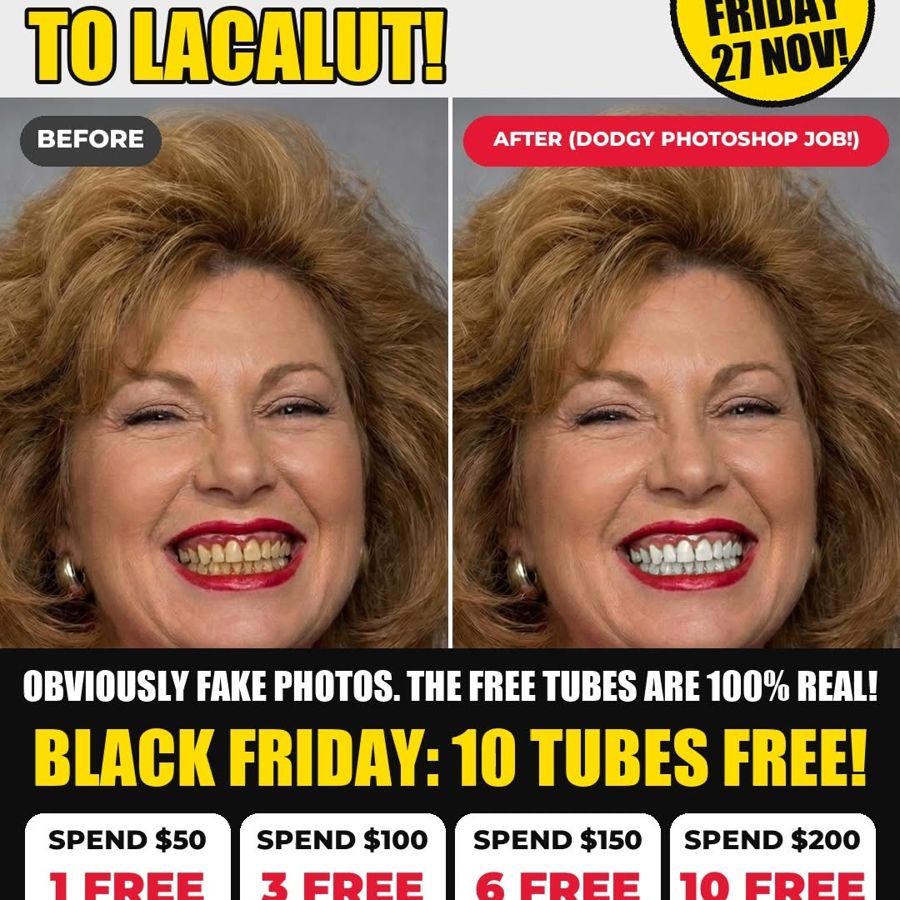 TO LACALUT!
FRIDAY
27 NOV!
BEFORE
AFTER (DODGY PHOTOSHOP JOB!)
OBVIOUSLY FAKE PHOTOS. THE FREE TUBES ARE 100% REAL!
BLACK FRIDAY: 10 TUBES FREE!
SPEND $50
1 FREE
SPEND $100
3 FREE
SPEND $150
6 FREE
SPEND $200
10 FREE